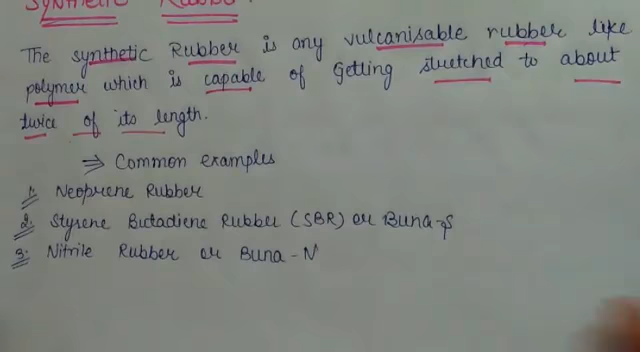 Synthetic Rubber.
The synthetic Rubber is any vulcanisable rubber like
polymer which is capable of Getting stretched to about
twice of its length.
⇒ Common examples
1. Neoprene Rubber
2. Styrene Butadiene Rubber (SBR) or Buna-S
3. Nitrile Rubber or Buna-N